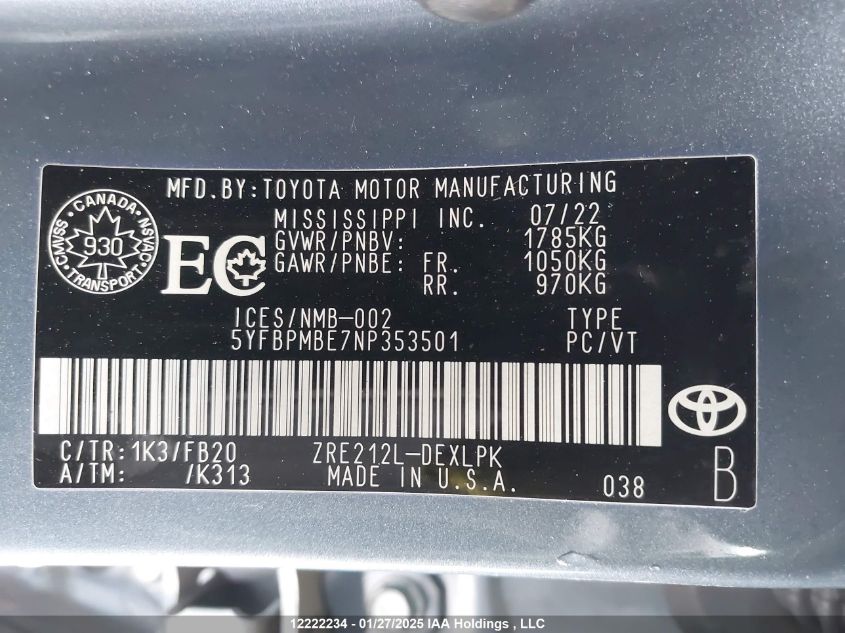 MFD.BY:TOYOTA MOTOR MANUFACTURING
MISSISSIPPI INC. 07/22
GVWR/PNBV: 1785KG
GAWR/PNBE: FR. 1050KG
RR. 970KG
CANADA
CMVSS 930 NSVAC
TRANSPORT
EC
ICES/NMB-002 TYPE
5YFBPMBE7NP353501 PC/VT
C/TR:1K3/FB20 ZRE212L-DEXLPK
A/TM: /K313 MADE IN U.S.A. 038 B
12222234 - 01/27/2025 IAA Holdings , LLC